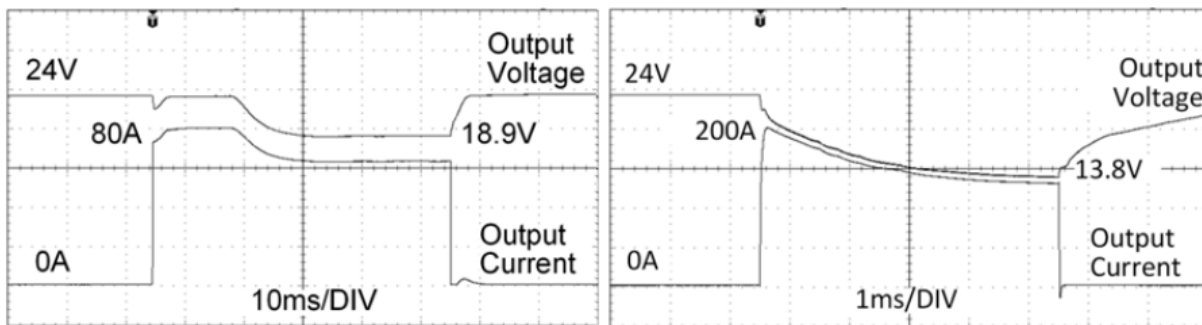 24V
Output
Voltage
80A
18.9V
0A
Output
Current
10ms/DIV
24V
Output
Voltage
200A
13.8V
0A
Output
Current
1ms/DIV